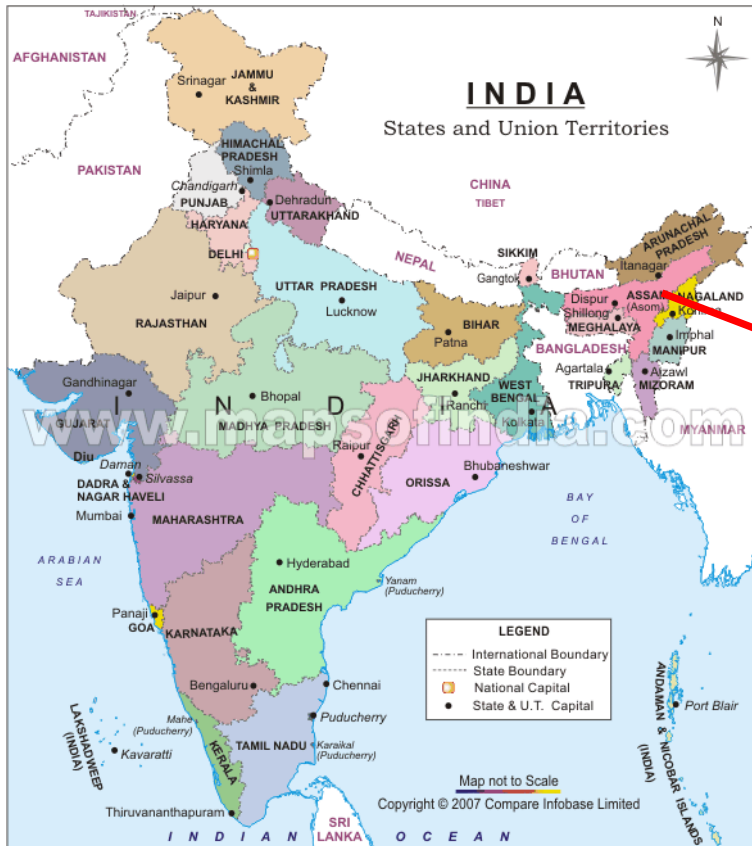 TAJIKISTAN
AFGHANISTAN
N
JAMMU
&
KASHMIR
Srinagar
INDIA
States and Union Territories
HIMACHAL
PRADESH
Shimla
PAKISTAN
Chandigarh
PUNJAB
Dehradun
UTTARAKHAND
CHINA
TIBET
HARYANA
DELHI
NEPAL
SIKKIM
Gangtok
BHUTAN
ARUNACHAL
PRADESH
Itanagar
Jaipur
RAJASTHAN
UTTAR PRADESH
Lucknow
BIHAR
Patna
Dispur
ASSAM
(Asom)
NAGALAND
Kohima
Shillong
MEGHALAYA
Imphal
MANIPUR
BANGLADESH
Agartala
TRIPURA
Aizawl
MIZORAM
Gandhinagar
GUJARAT
Bhopal
MADHYA PRADESH
JHARKHAND
Ranchi
WEST
BENGAL
Kolkata
I N D I A
www.mapsofindia.com
MYANMAR
Diu
Daman
Silvassa
DADRA &
NAGAR HAVELI
Raipur
CHHATTISGARH
ORISSA
Bhubaneshwar
Mumbai
MAHARASHTRA
BAY
OF
BENGAL
ARABIAN
SEA
Hyderabad
ANDHRA
PRADESH
Yanam
(Puducherry)
Panaji
GOA
KARNATAKA
Bengaluru
Chennai
LEGEND
International Boundary
State Boundary
National Capital
State & U.T. Capital
Mahe
(Puducherry)
Puducherry
TAMIL NADU
Karaikal
(Puducherry)
KERALA
LAKSHADWEEP
(INDIA)
Kavaratti
Port Blair
ANDAMAN & NICOBAR ISLANDS
(INDIA)
Thiruvananthapuram
Map not to Scale
Copyright © 2007 Compare Infobase Limited
SRI
LANKA
INDIAN OCEAN